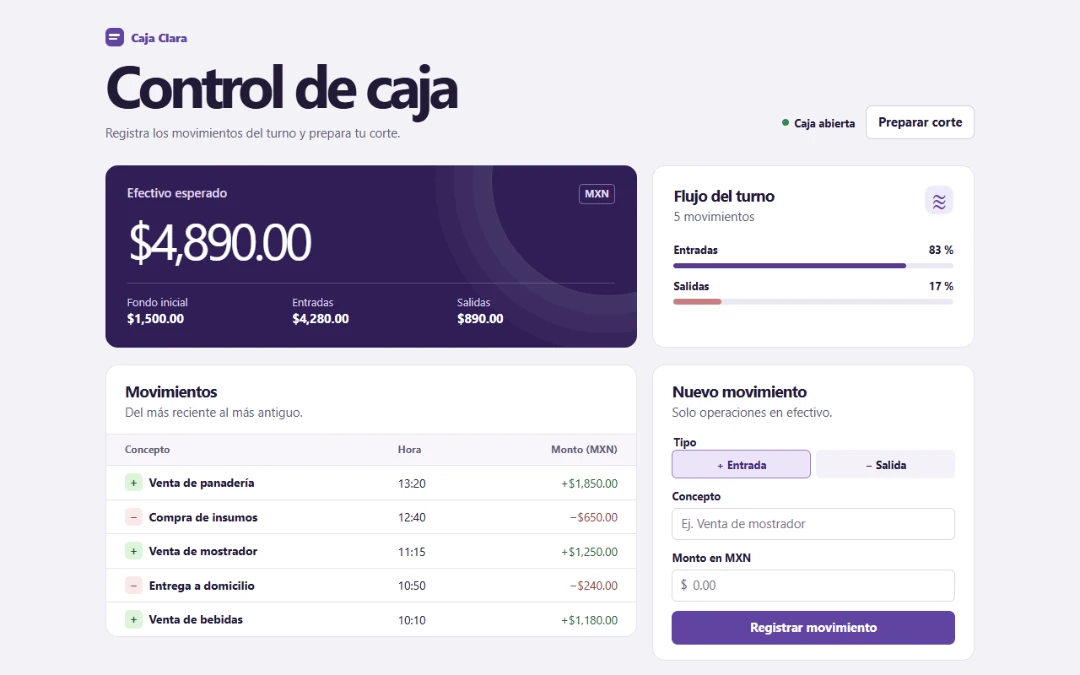 Caja Clara
Control de caja
Registra los movimientos del turno y prepara tu corte.
Caja abierta
Preparar corte
Efectivo esperado
MXN
$4,890.00
Fondo inicial
$1,500.00
Entradas
$4,280.00
Salidas
$890.00
Flujo del turno
5 movimientos
Entradas 83 %
Salidas 17 %
Movimientos
Del más reciente al más antiguo.
Concepto Hora Monto (MXN)
+ Venta de panadería 13:20 +$1,850.00
− Compra de insumos 12:40 −$650.00
+ Venta de mostrador 11:15 +$1,250.00
− Entrega a domicilio 10:50 −$240.00
+ Venta de bebidas 10:10 +$1,180.00
Nuevo movimiento
Solo operaciones en efectivo.
Tipo
+ Entrada
− Salida
Concepto
Ej. Venta de mostrador
Monto en MXN
$ 0.00
Registrar movimiento